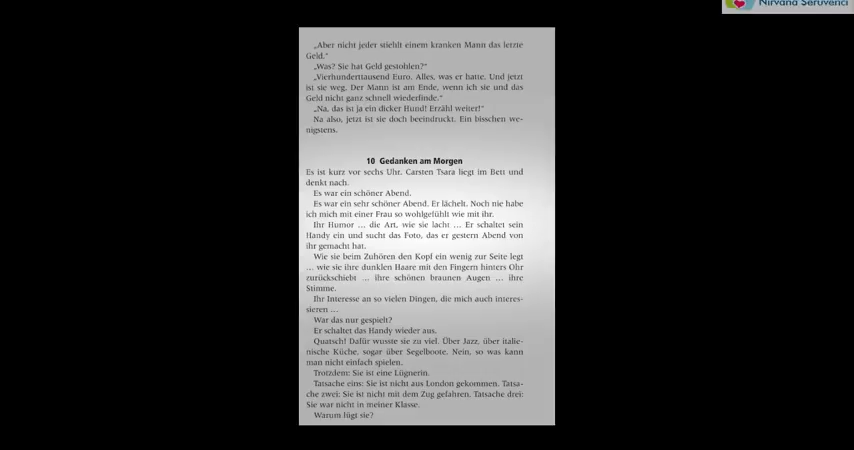 Nirvana Serüvenci
„Aber nicht jeder stiehlt einem kranken Mann das letzte
Geld.“
„Was? Sie hat Geld gestohlen?“
„Vierhunderttausend Euro. Alles, was er hatte. Und jetzt
ist sie weg. Der Mann ist am Ende, wenn ich sie und das
Geld nicht ganz schnell wiederfinde.“
„Na, das ist ja ein dicker Hund! Erzähl weiter!“
Na also, jetzt ist sie doch beeindruckt. Ein bisschen we-
nigstens.
10 Gedanken am Morgen
Es ist kurz vor sechs Uhr. Carsten Tsara liegt im Bett und
denkt nach.
Es war ein schöner Abend.
Es war ein sehr schöner Abend. Er lächelt. Noch nie habe
ich mich mit einer Frau so wohlgefühlt wie mit ihr.
Ihr Humor ... die Art, wie sie lacht ... Er schaltet sein
Handy ein und sucht das Foto, das er gestern Abend von
ihr gemacht hat.
Wie sie beim Zuhören den Kopf ein wenig zur Seite legt
... wie sie ihre dunklen Haare mit den Fingern hinters Ohr
zurückschiebt ... ihre schönen braunen Augen ... ihre
Stimme.
Ihr Interesse an so vielen Dingen, die mich auch interes-
sieren ...
War das nur gespielt?
Er schaltet das Handy wieder aus.
Quatsch! Dafür wusste sie zu viel. Über Jazz, über italie-
nische Küche, sogar über Segelboote. Nein, so was kann
man nicht einfach spielen.
Trotzdem: Sie ist eine Lügnerin.
Tatsache eins: Sie ist nicht aus London gekommen. Tatsa-
che zwei: Sie ist nicht mit dem Zug gefahren. Tatsache drei:
Sie war nicht in meiner Klasse.
Warum lügt sie?